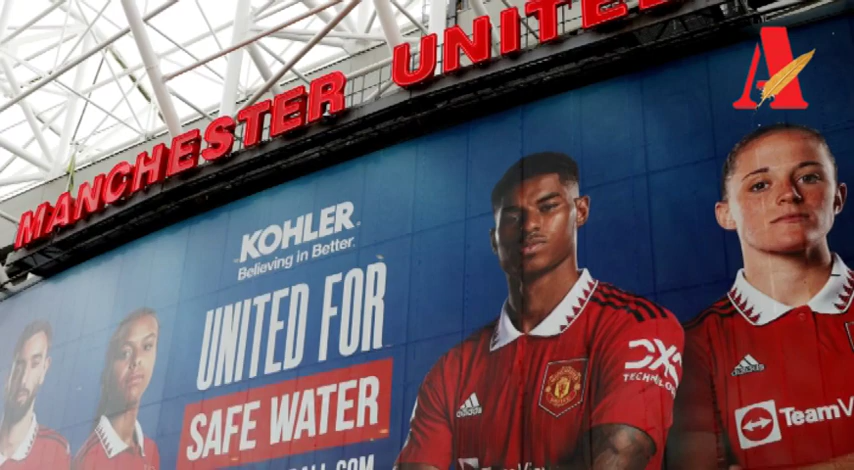 MANCHESTER UNITED
KOHLER
Believing in Better.
UNITED FOR
SAFE WATER
adidas
DXC
TECHNOLOGY
adidas
TeamV